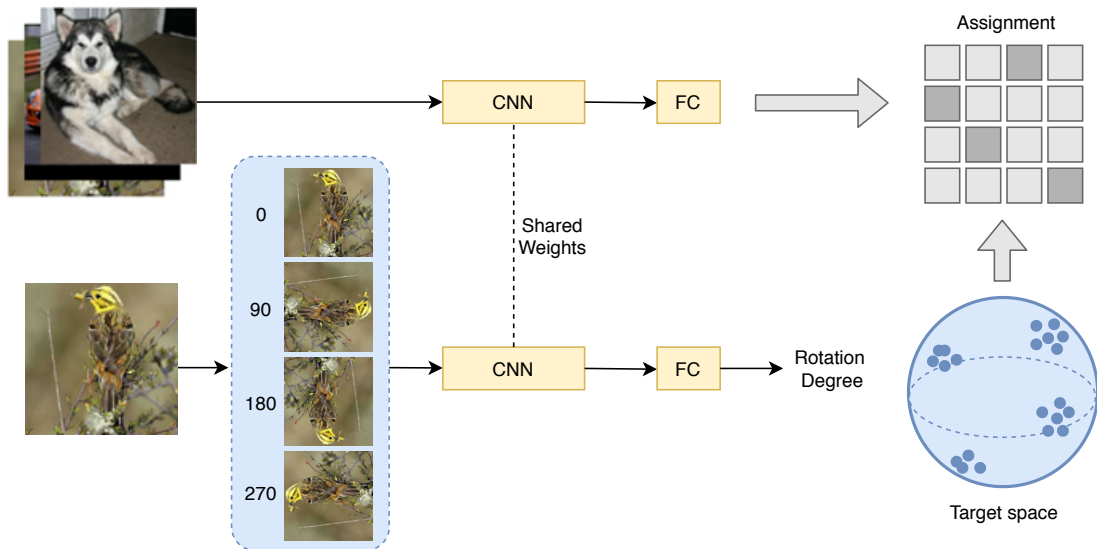 Assignment
CNN
FC
0
Shared
Weights
90
CNN
FC
Rotation
Degree
180
270
Target space